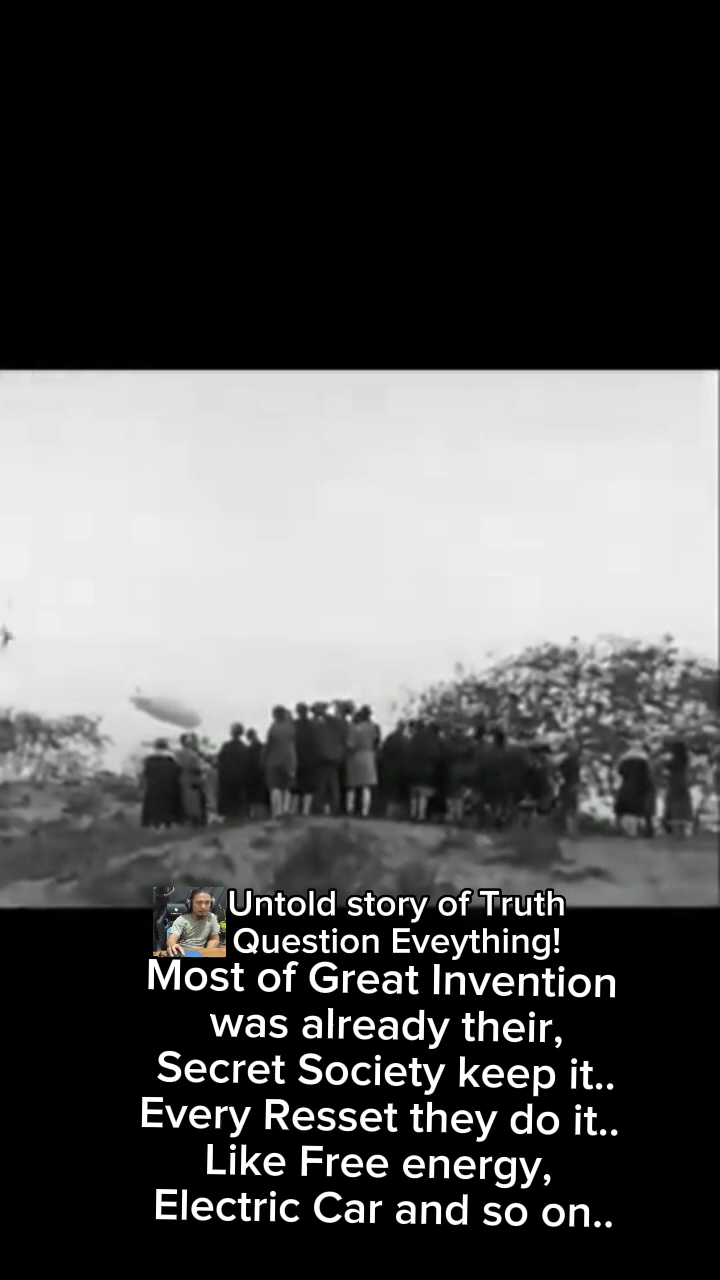 Untold story of Truth
Question Eveything!
Most of Great Invention
was already their,
Secret Society keep it..
Every Resset they do it..
Like Free energy,
Electric Car and so on..